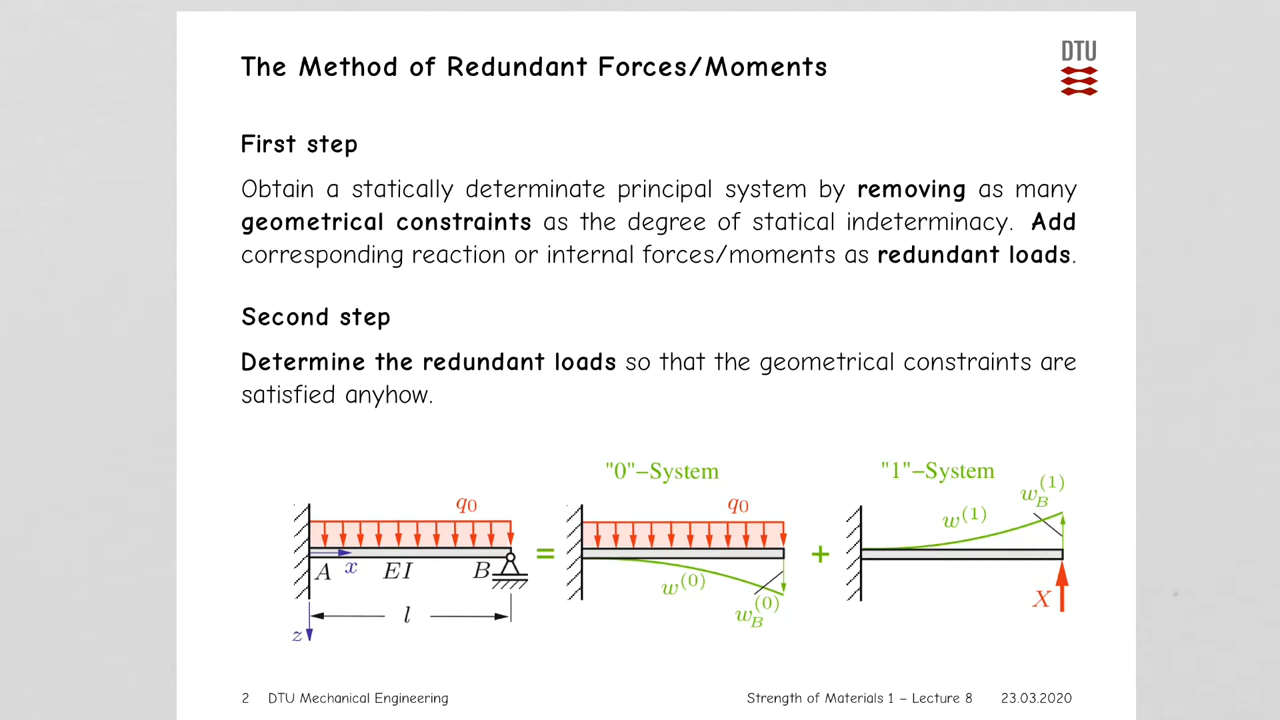 The Method of Redundant Forces/Moments
DTU
First step
Obtain a statically determinate principal system by removing as many
geometrical constraints as the degree of statical indeterminacy. Add
corresponding reaction or internal forces/moments as redundant loads.
Second step
Determine the redundant loads so that the geometrical constraints are
satisfied anyhow.
"0"−System
"1"−System
q0
q0
w(1)
wB(1)
=
+
A x EI B
w(0)
wB(0)
X
l
z
2 DTU Mechanical Engineering
Strength of Materials 1 – Lecture 8 23.03.2020